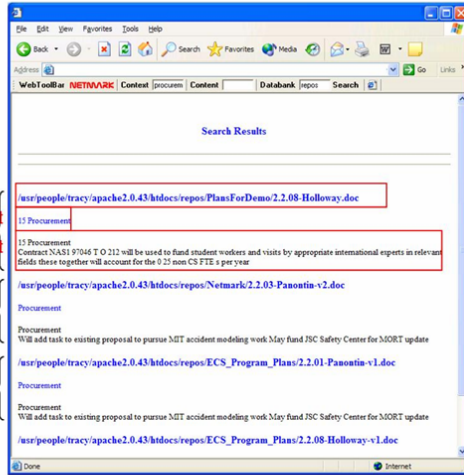 File Edit View Favorites Tools Help
Back Search Favorites Media
Address Go Links
WebToolBar NETMARK Context procurem Content Databank repos Search
Search Results
/usr/people/tracy/apache2.0.43/htdocs/repos/PlansForDemo/2.2.08-Holloway.doc
15 Procurement
15 Procurement
Contract NAS1 97046 T O 212 will be used to fund student workers and visits by appropriate international experts in relevant
fields these together will account for the 0 25 non CS FTE s per year
/usr/people/tracy/apache2.0.43/htdocs/repos/Netmark/2.2.03-Panontin-v2.doc
Procurement
Procurement
Will add task to existing proposal to pursue MIT accident modeling work May fund JSC Safety Center for MORT update
/usr/people/tracy/apache2.0.43/htdocs/repos/ECS_Program_Plans/2.2.01-Panontin-v1.doc
Procurement
Procurement
Will add task to existing proposal to pursue MIT accident modeling work May fund JSC Safety Center for MORT update
/usr/people/tracy/apache2.0.43/htdocs/repos/ECS_Program_Plans/2.2.08-Holloway-v1.doc
Done Internet